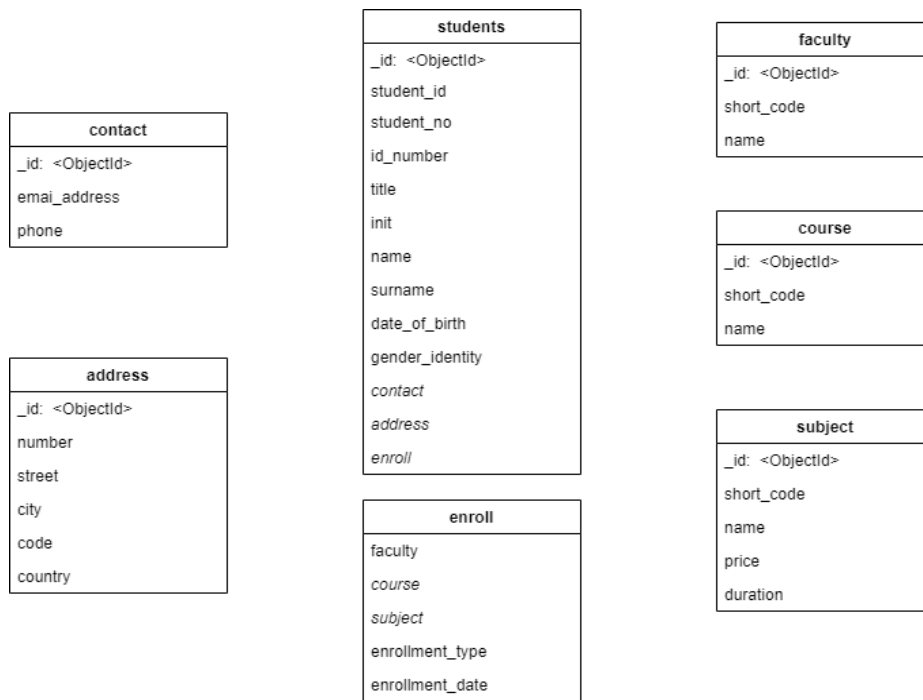 contact
_id: <ObjectId>
emai_address
phone
address
_id: <ObjectId>
number
street
city
code
country
students
_id: <ObjectId>
student_id
student_no
id_number
title
init
name
surname
date_of_birth
gender_identity
contact
address
enroll
enroll
faculty
course
subject
enrollment_type
enrollment_date
faculty
_id: <ObjectId>
short_code
name
course
_id: <ObjectId>
short_code
name
subject
_id: <ObjectId>
short_code
name
price
duration